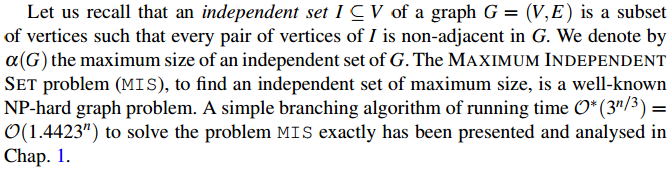 Let us recall that an independent set I ⊆ V of a graph G = (V,E) is a subset
of vertices such that every pair of vertices of I is non-adjacent in G. We denote by
α(G) the maximum size of an independent set of G. The MAXIMUM INDEPENDENT
SET problem (MIS), to find an independent set of maximum size, is a well-known
NP-hard graph problem. A simple branching algorithm of running time O*(3^{n/3}) =
O(1.4423^n) to solve the problem MIS exactly has been presented and analysed in
Chap. 1.